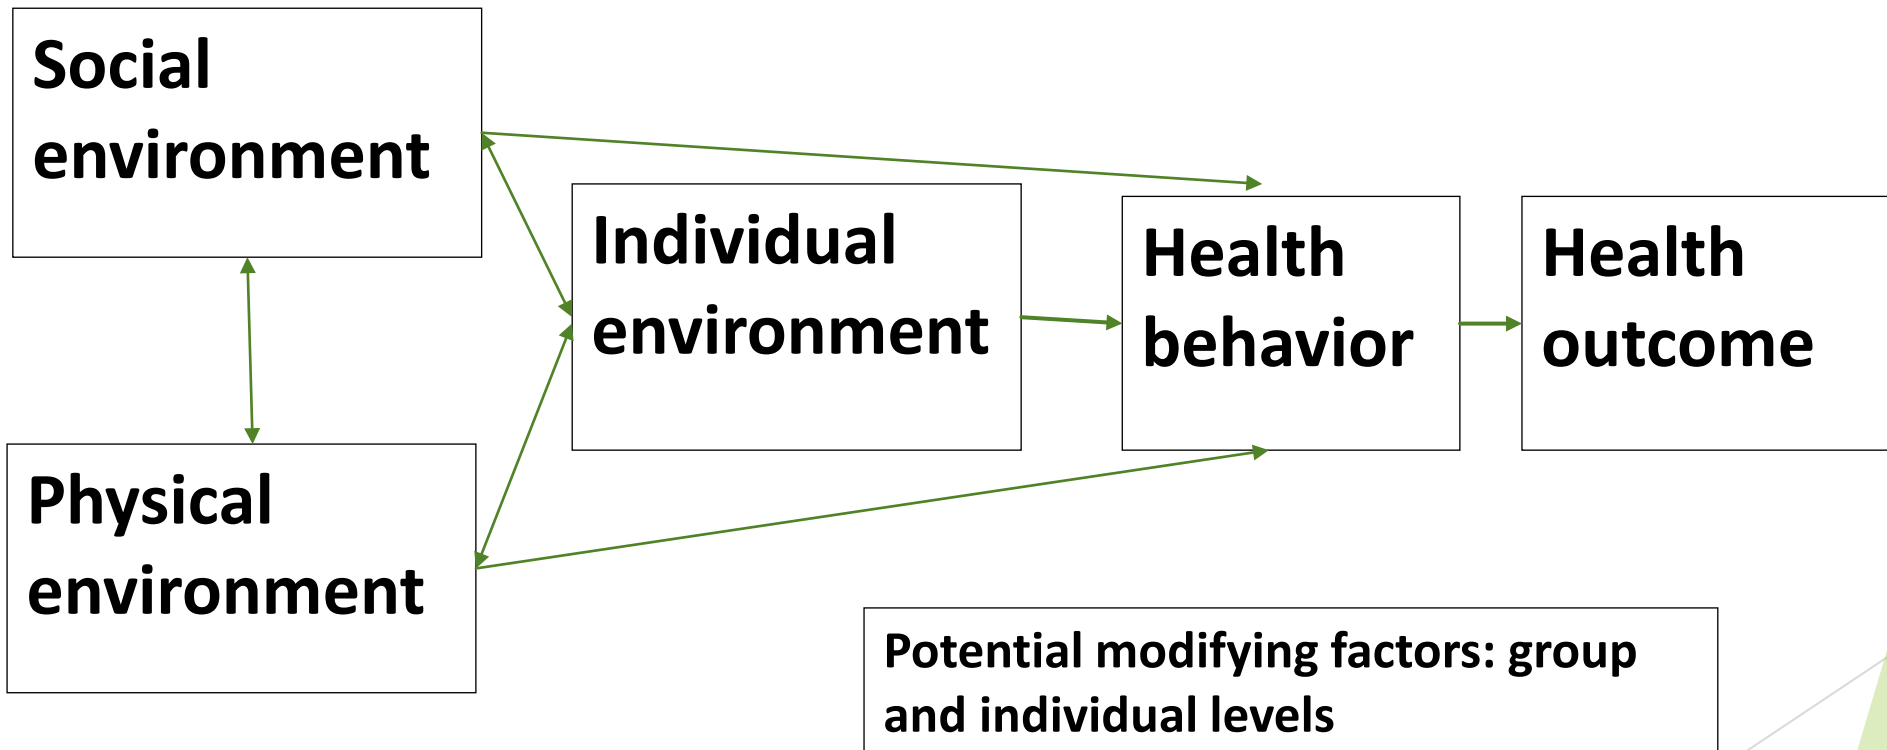 Social
environment
Individual
environment
Health
behavior
Health
outcome
Physical
environment
Potential modifying factors: group
and individual levels